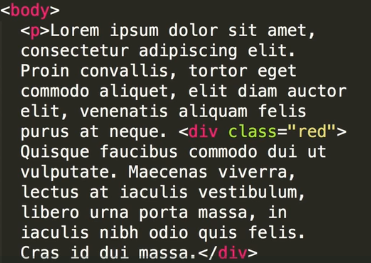 <body>
<p>Lorem ipsum dolor sit amet,
consectetur adipiscing elit.
Proin convallis, tortor eget
commodo aliquet, elit diam auctor
elit, venenatis aliquam felis
purus at neque. <div class="red">
Quisque faucibus commodo dui ut
vulputate. Maecenas viverra,
lectus at iaculis vestibulum,
libero urna porta massa, in
iaculis nibh odio quis felis.
Cras id dui massa.</div>